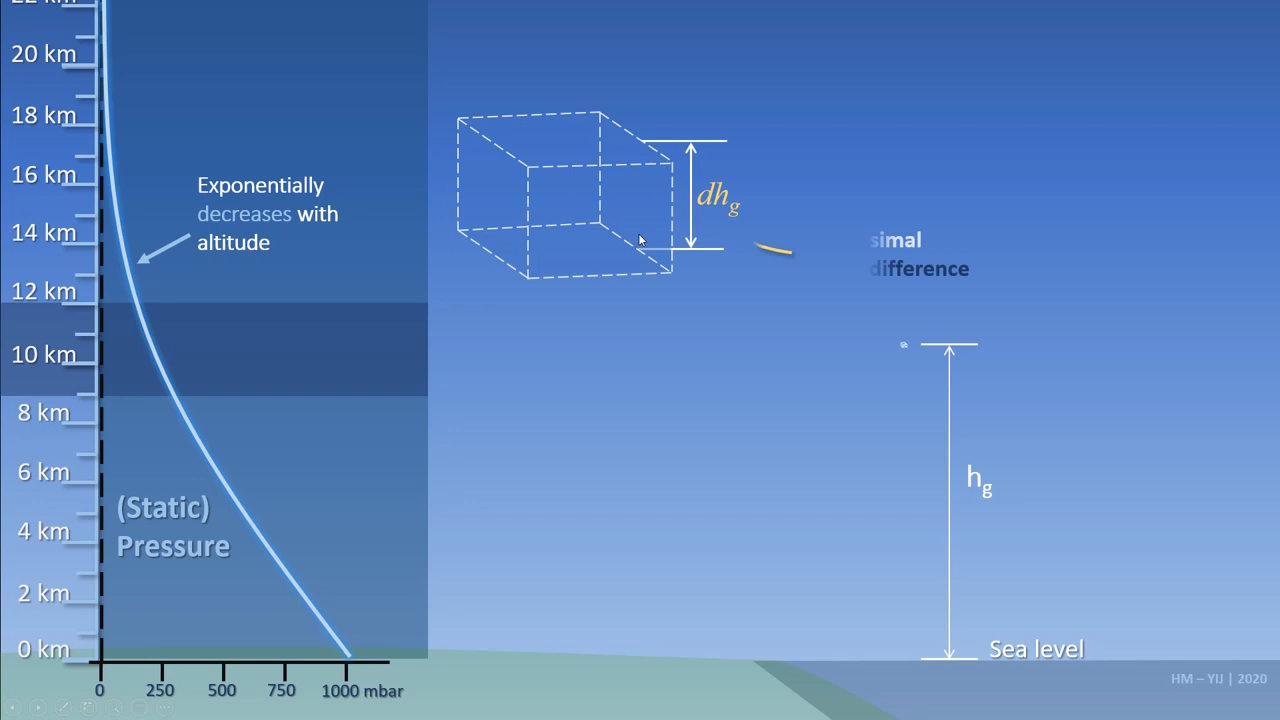 20 km
18 km
16 km
14 km
12 km
10 km
8 km
6 km
4 km
2 km
0 km
Exponentially
decreases with
altitude
(Static)
Pressure
0 250 500 750 1000 mbar
dhg
difference
hg
Sea level
HM – YIJ | 2020